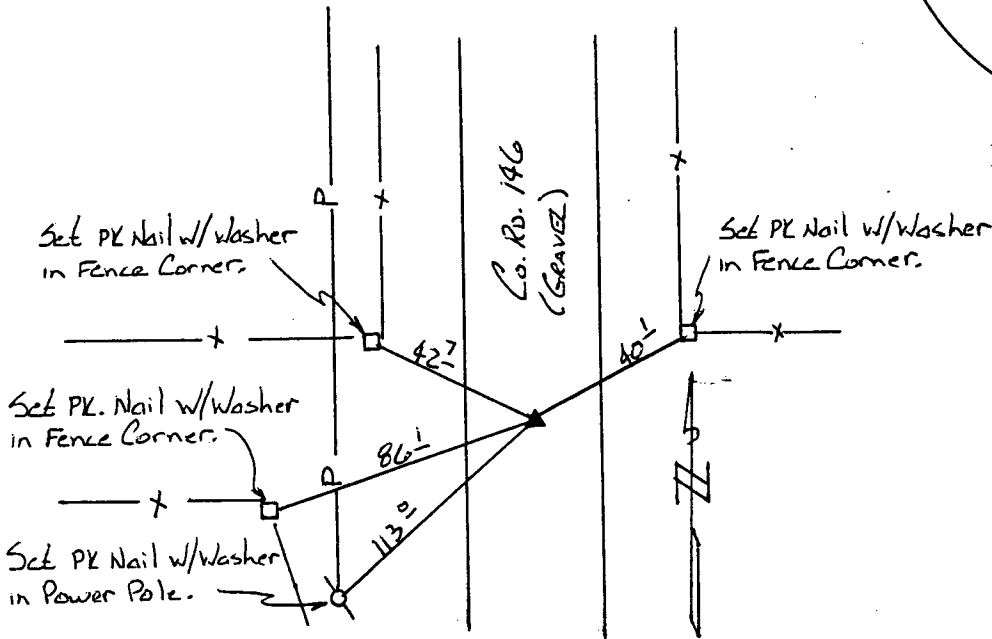 Set PK Nail w/Washer
in Fence Corner.
P
x
Co. Rd. 146
(GRAVEL)
x
Set PK Nail w/Washer
in Fence Corner.
x
x
42.7
40.1
Set PK. Nail w/Washer
in Fence Corner.
86.1
P
x
N
113.0
Set PK Nail w/Washer
in Power Pole.